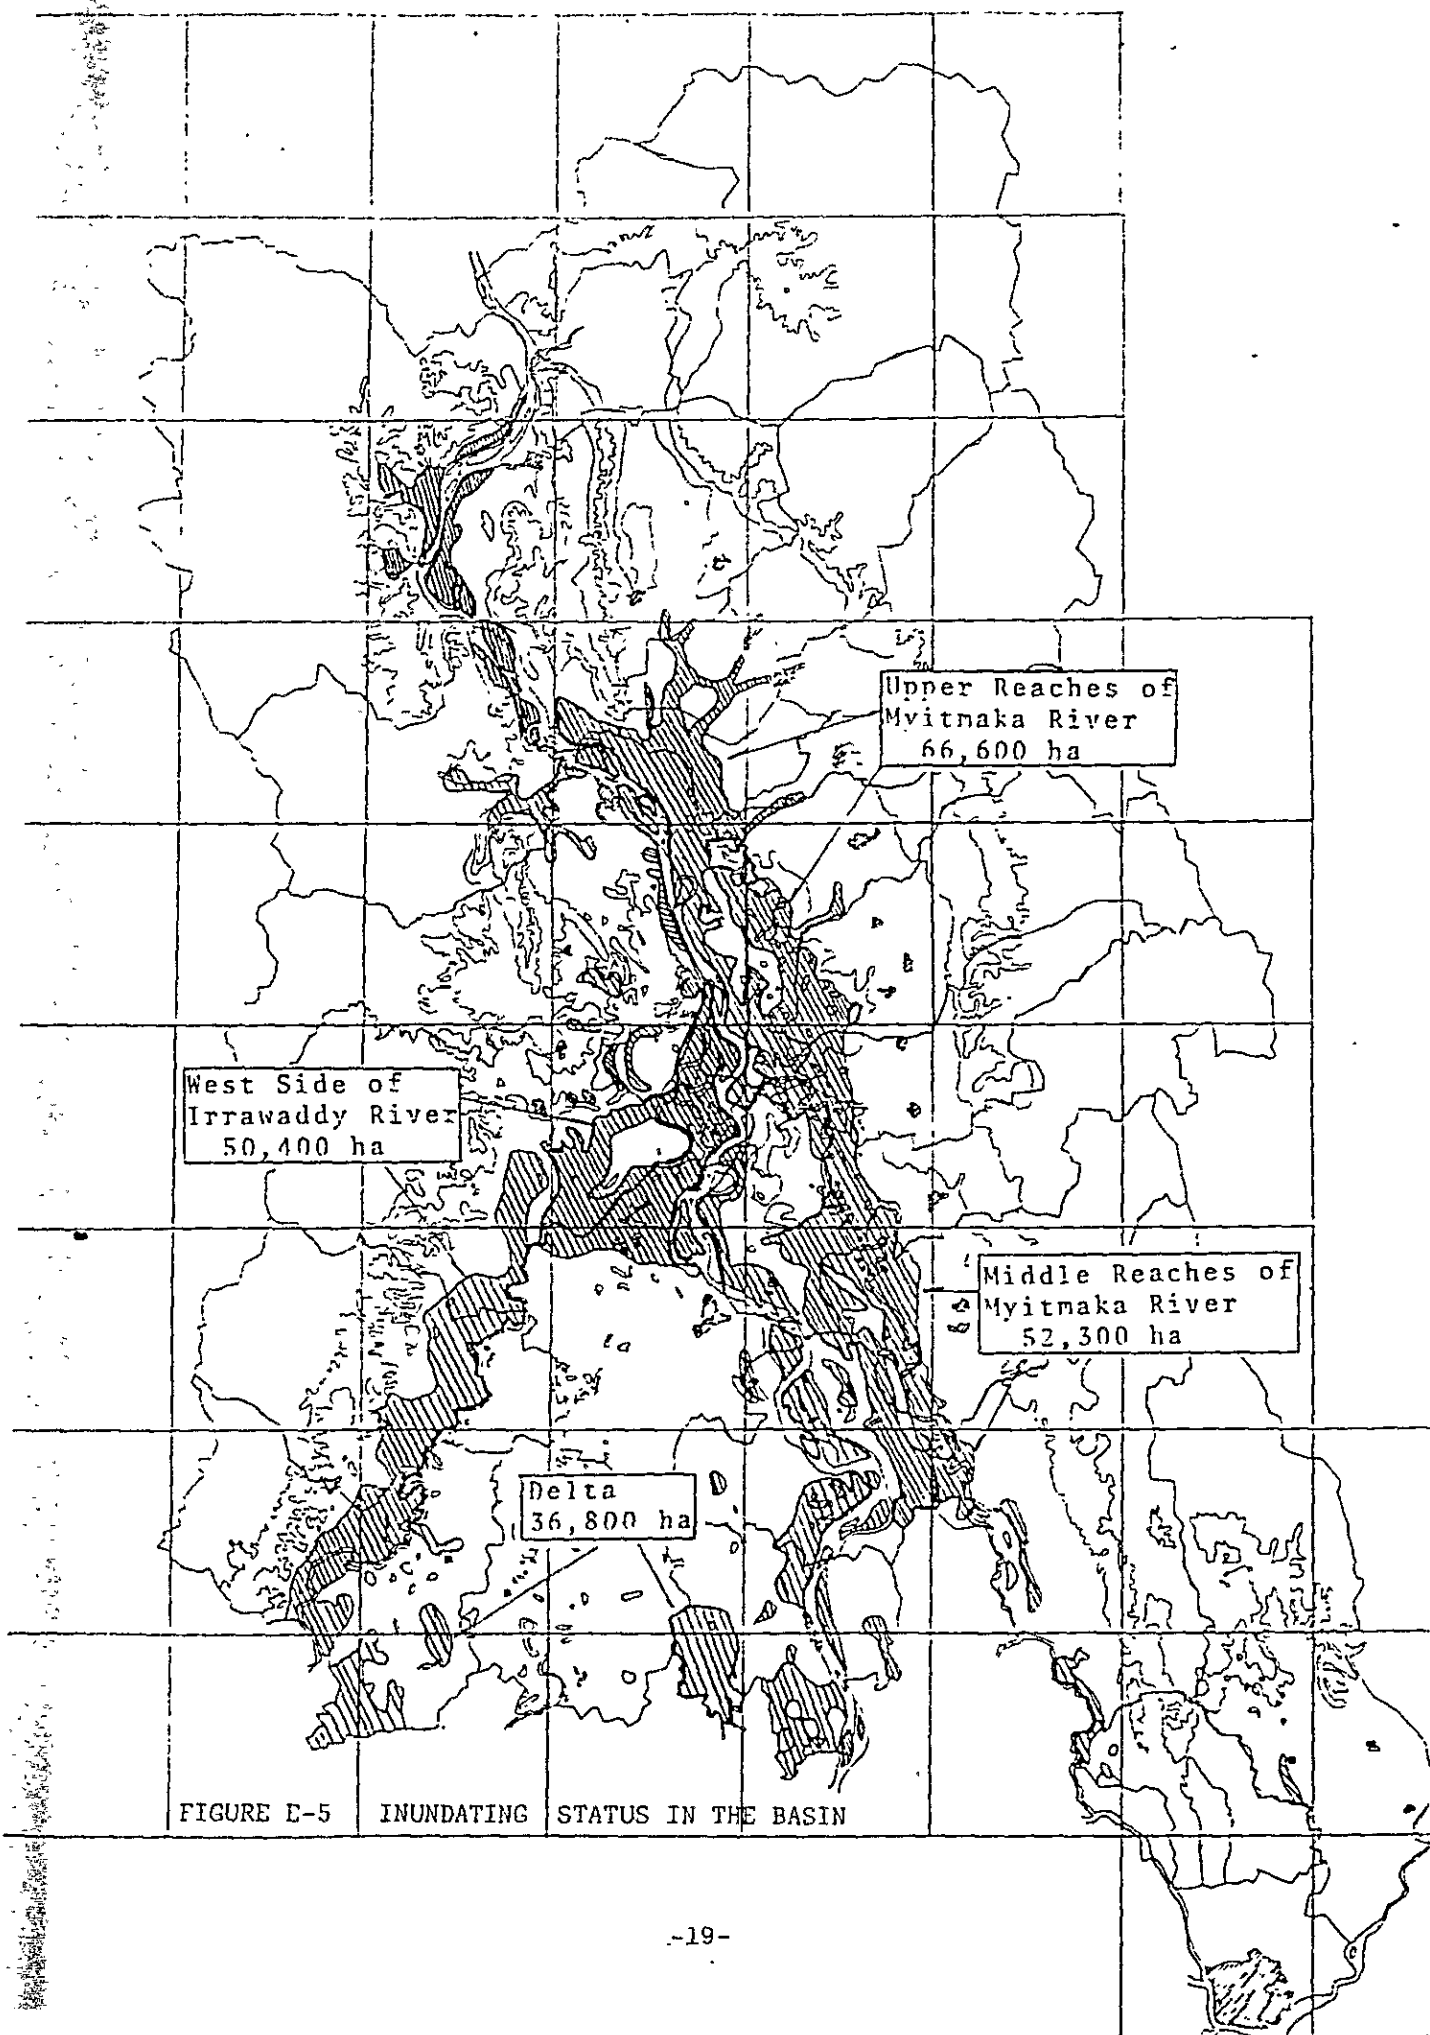 Upper Reaches of
Myitmaka River
66,600 ha
West Side of
Irrawaddy River
50,400 ha
Middle Reaches of
Myitmaka River
52,300 ha
Delta
36,800 ha
FIGURE E-5 INUNDATING STATUS IN THE BASIN
-19-